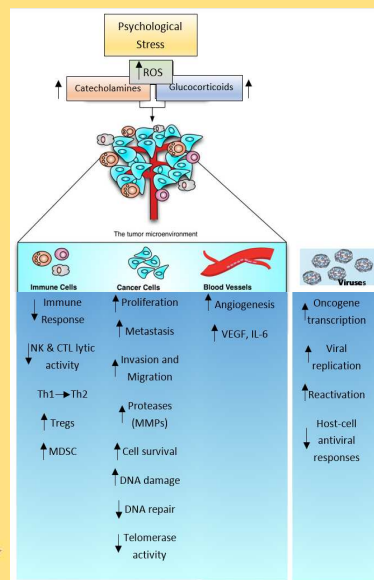 Psychological
Stress
↑ ROS
↑ Catecholamines
Glucocorticoids ↑
The tumor microenvironment
Immune Cells
Cancer Cells
Blood Vessels
Viruses
↓ Immune
Response
↓ NK & CTL lytic
activity
Th1→Th2
↑ Tregs
↑ MDSC
↑ Proliferation
↑ Metastasis
↑ Invasion and
Migration
↑ Proteases
(MMPs)
↑ Cell survival
↑ DNA damage
↓ DNA repair
↓ Telomerase
activity
↑ Angiogenesis
↑ VEGF, IL-6
↑ Oncogene
transcription
↑ Viral
replication
↑ Reactivation
↓ Host-cell
antiviral
responses